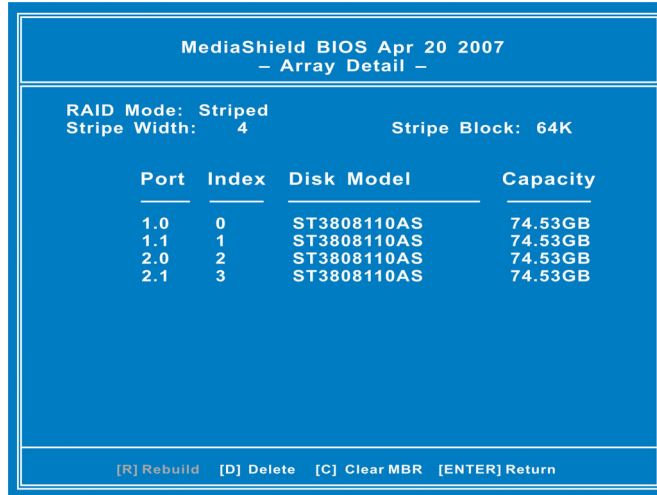 MediaShield BIOS Apr 20 2007
– Array Detail –
RAID Mode: Striped
Stripe Width: 4 Stripe Block: 64K
Port Index Disk Model Capacity
1.0 0 ST3808110AS 74.53GB
1.1 1 ST3808110AS 74.53GB
2.0 2 ST3808110AS 74.53GB
2.1 3 ST3808110AS 74.53GB
[R] Rebuild [D] Delete [C] Clear MBR [ENTER] Return